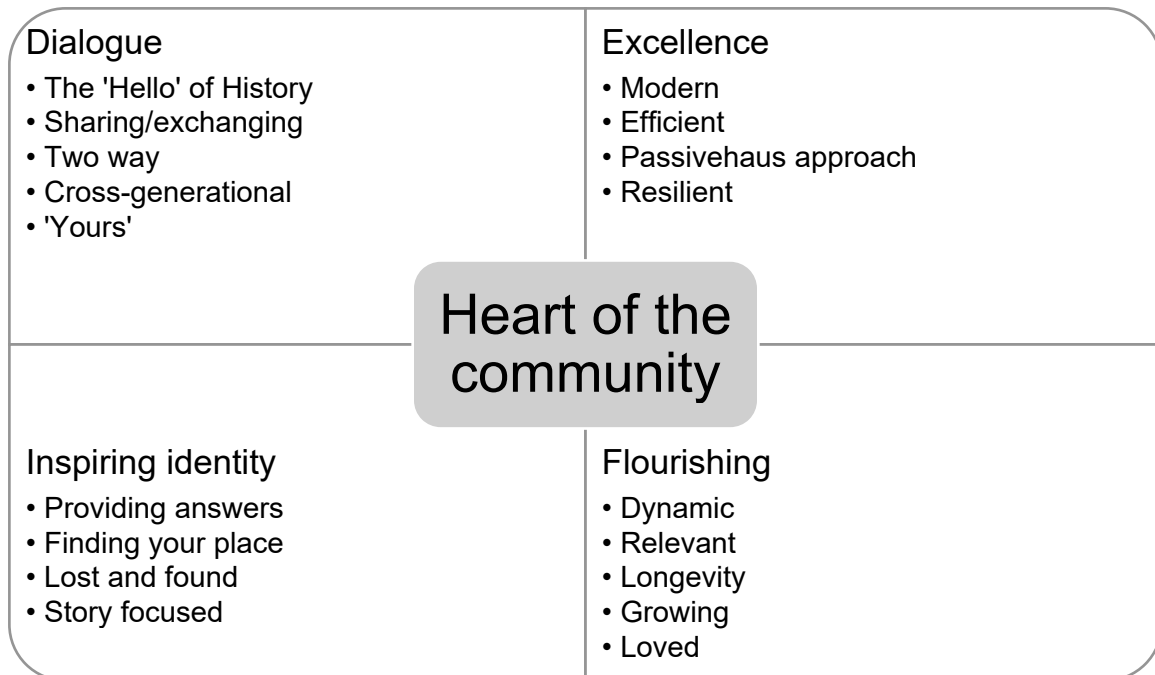 Dialogue
• The 'Hello' of History
• Sharing/exchanging
• Two way
• Cross-generational
• 'Yours'
Excellence
• Modern
• Efficient
• Passivehaus approach
• Resilient
Heart of the
community
Inspiring identity
• Providing answers
• Finding your place
• Lost and found
• Story focused
Flourishing
• Dynamic
• Relevant
• Longevity
• Growing
• Loved